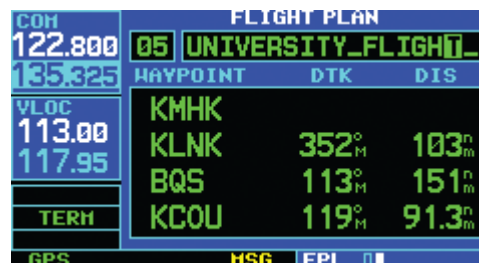 COM
122.800
135.325
VLOC
113.00
117.95
TERM
GPS
FLIGHT PLAN
05 UNIVERSITY_FLIGHT_
WAYPOINT DTK DIS
KMHK
KLNK 352°M 103nm
BQS 113°M 151nm
KCOU 119°M 91.3nm
MSG FPL